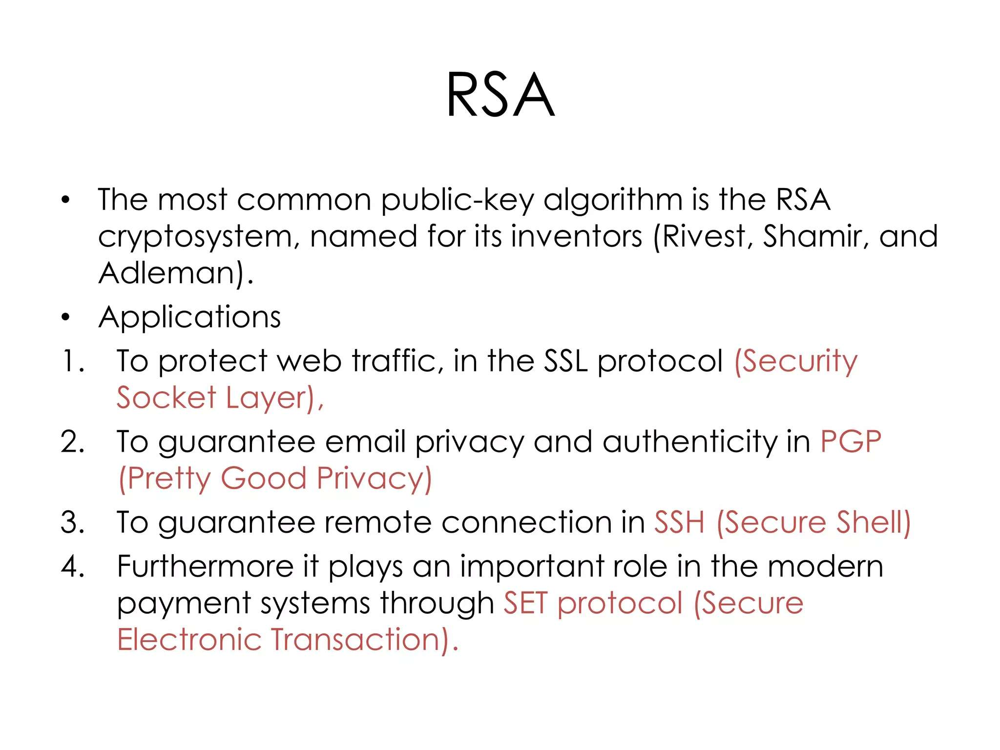 RSA
• The most common public-key algorithm is the RSA
cryptosystem, named for its inventors (Rivest, Shamir, and
Adleman).
• Applications
1. To protect web traffic, in the SSL protocol (Security
Socket Layer),
2. To guarantee email privacy and authenticity in PGP
(Pretty Good Privacy)
3. To guarantee remote connection in SSH (Secure Shell)
4. Furthermore it plays an important role in the modern
payment systems through SET protocol (Secure
Electronic Transaction).